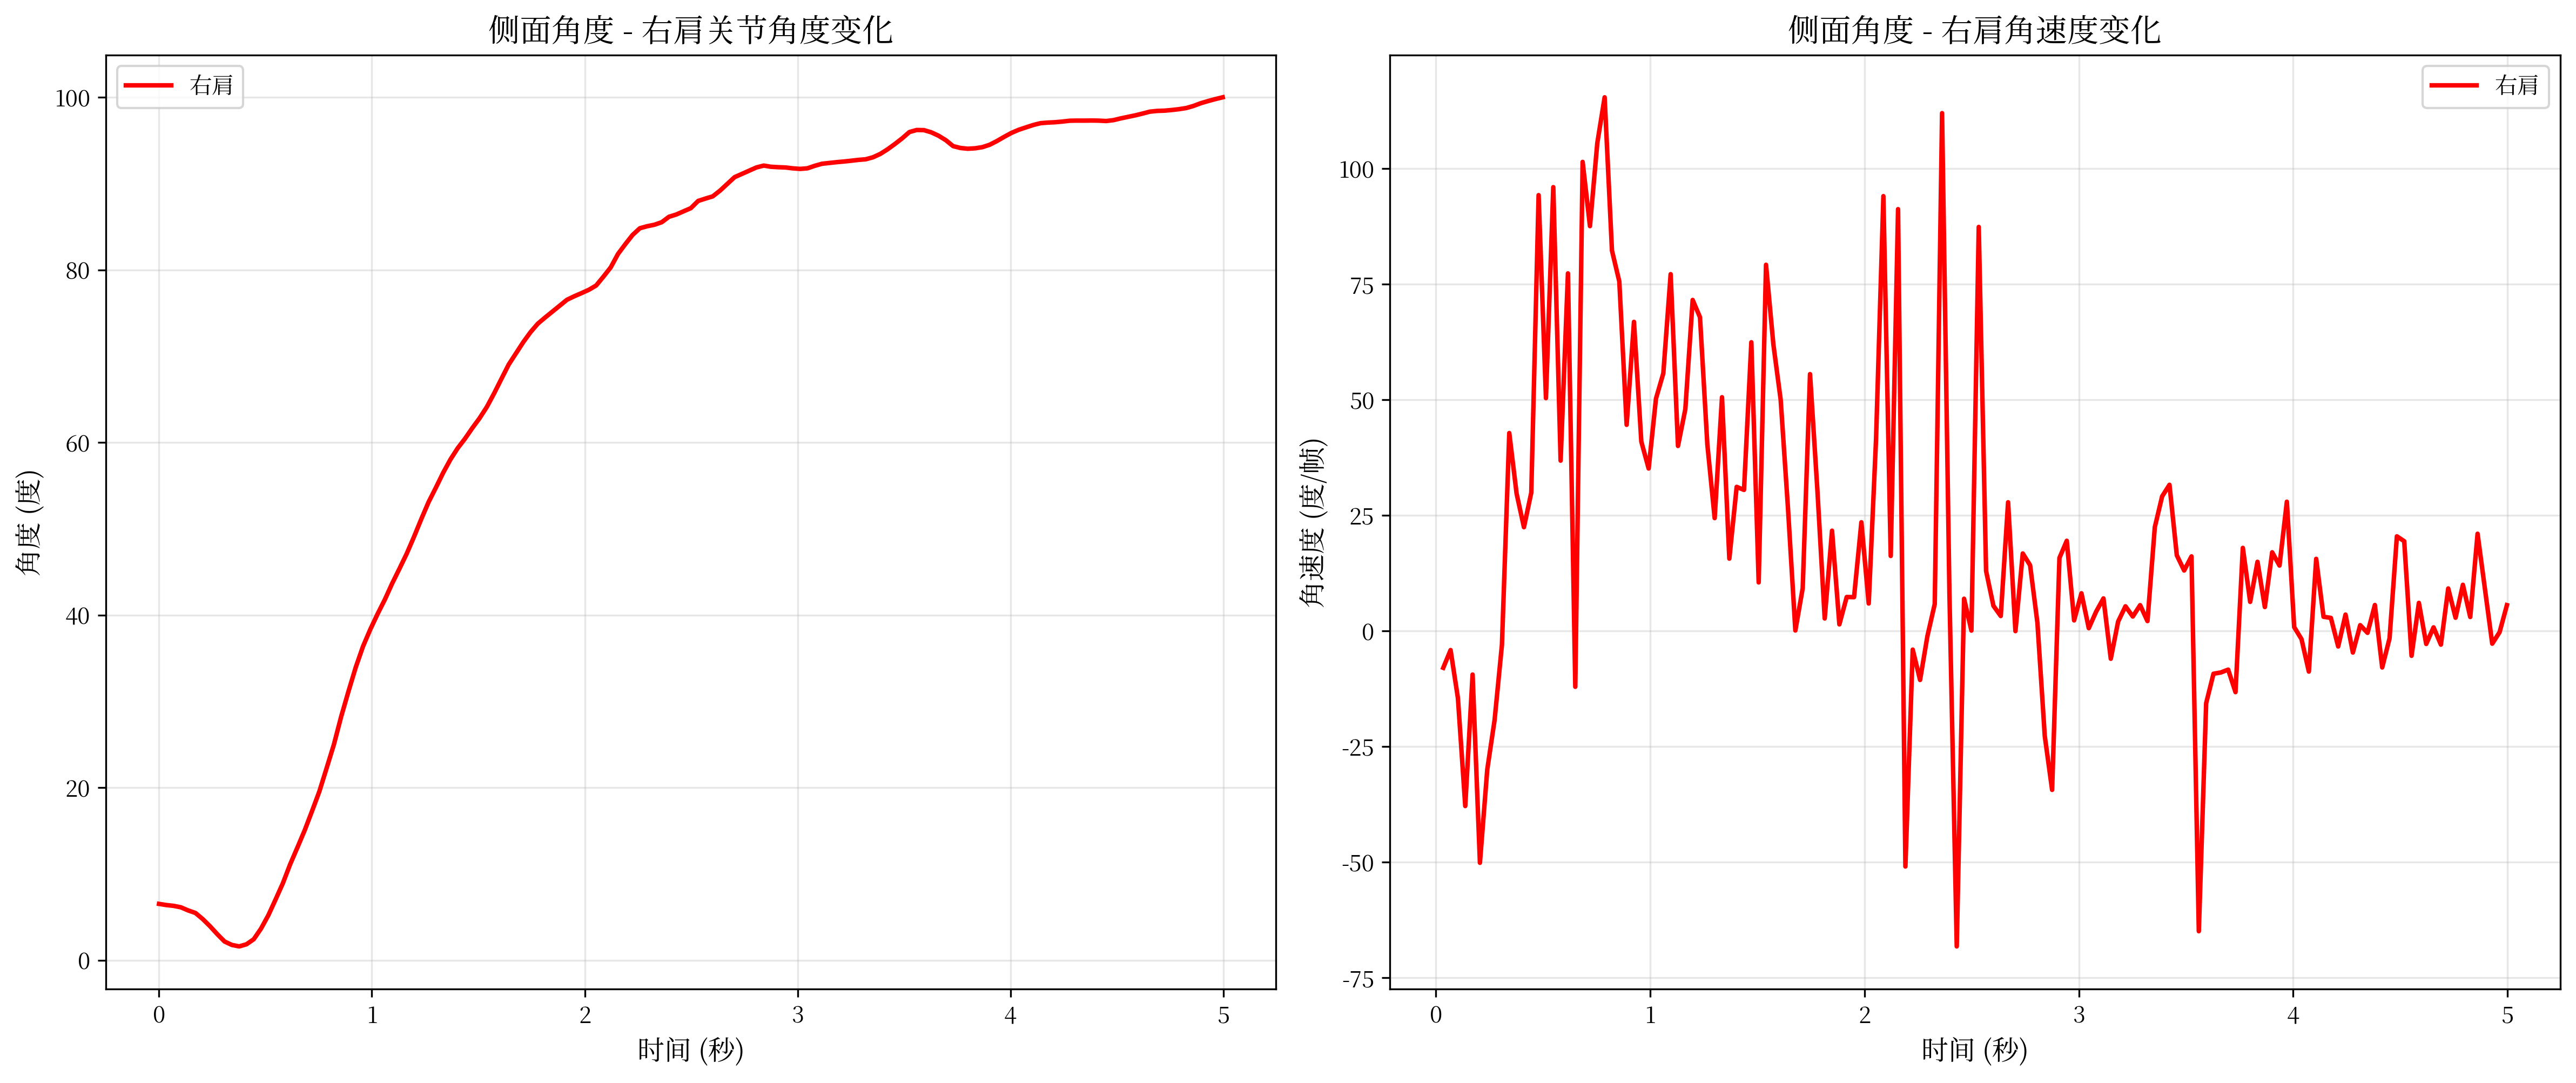 侧面角度 - 右肩关节角度变化
右肩
100
80
60
40
20
0
角度 (度)
0 1 2 3 4 5
时间 (秒)
侧面角度 - 右肩角速度变化
右肩
100
75
50
25
0
-25
-50
-75
角速度 (度/帧)
0 1 2 3 4 5
时间 (秒)